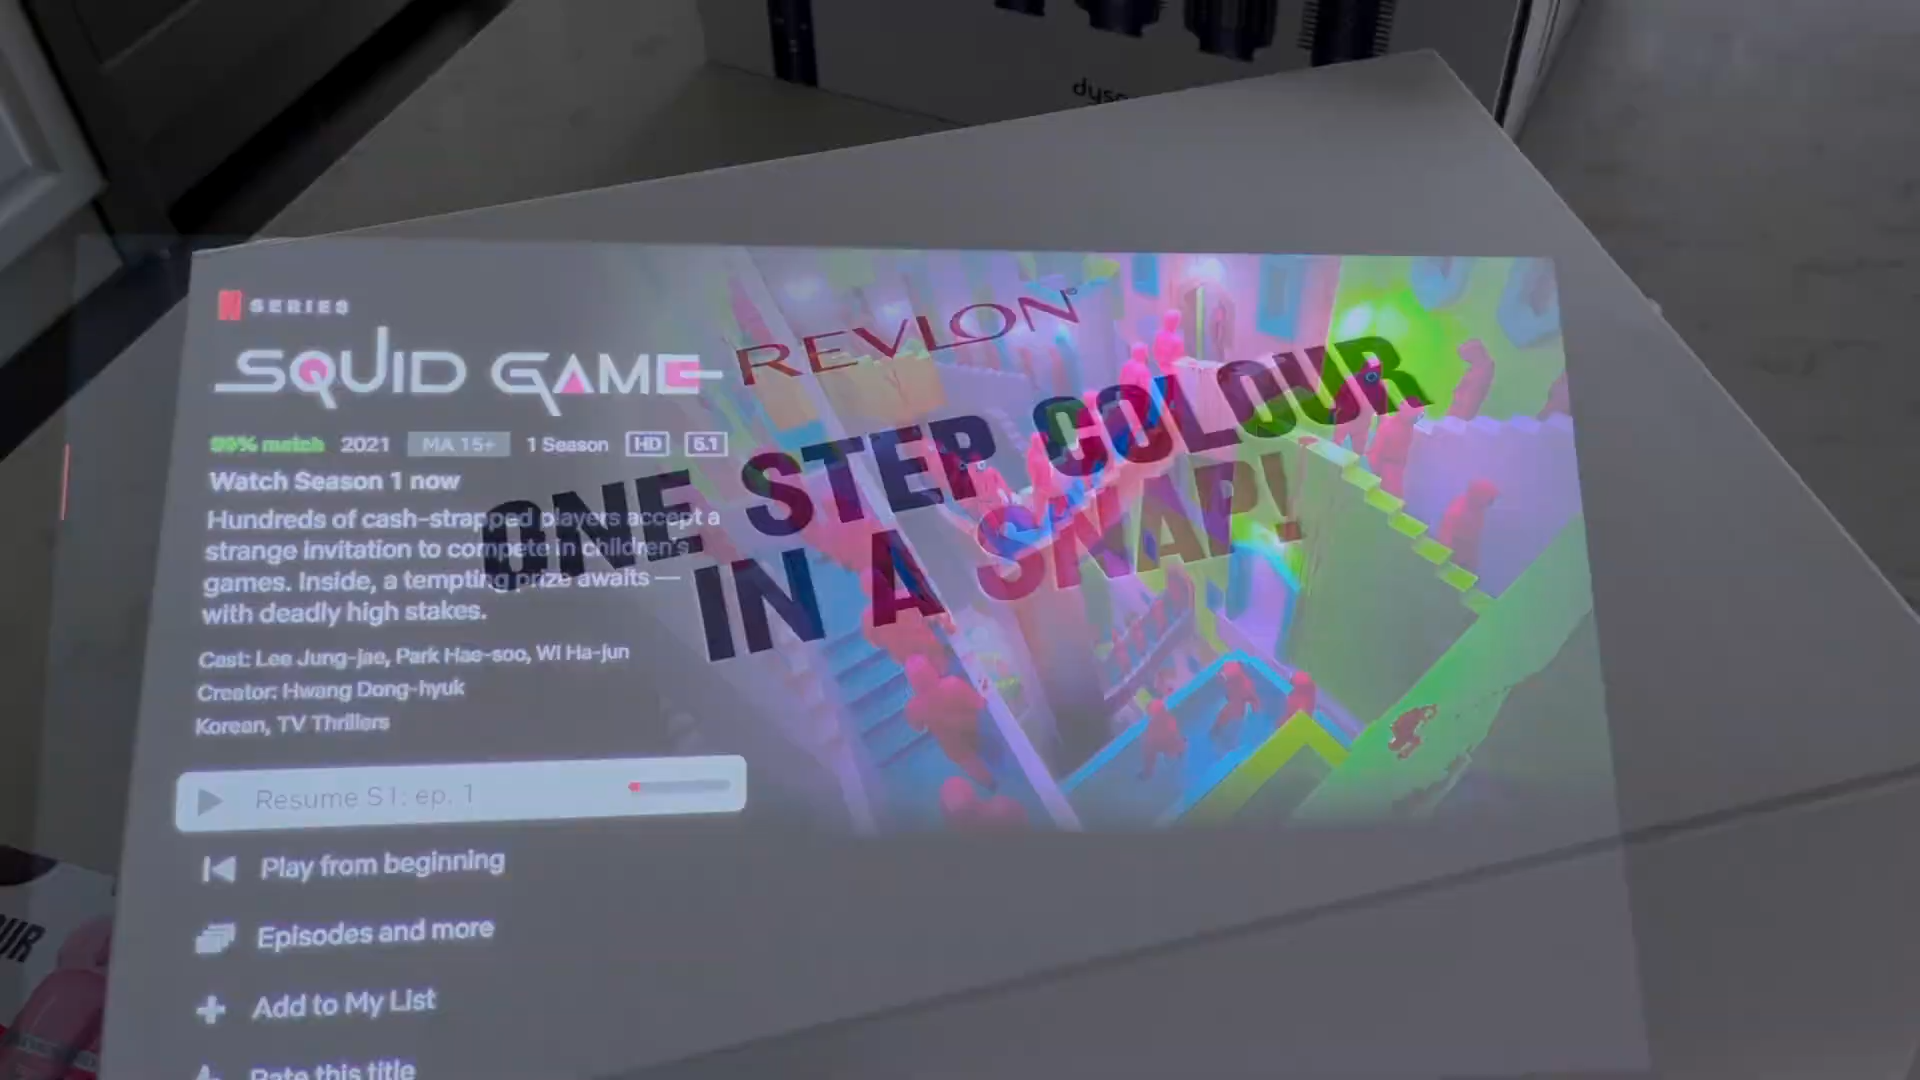 dyso
N SERIES
SQUID GAME
REVLON
99% match 2021 MA 15+ 1 Season HD 5.1
ONE STEP COLOUR
IN A SNAP!
Watch Season 1 now
Hundreds of cash-strapped players accept a
strange invitation to compete in children's
games. Inside, a tempting prize awaits —
with deadly high stakes.
Cast: Lee Jung-jae, Park Hae-soo, Wi Ha-jun
Creator: Hwang Dong-hyuk
Korean, TV Thrillers
Resume S1: ep. 1
Play from beginning
Episodes and more
Add to My List
Rate this title
OUR